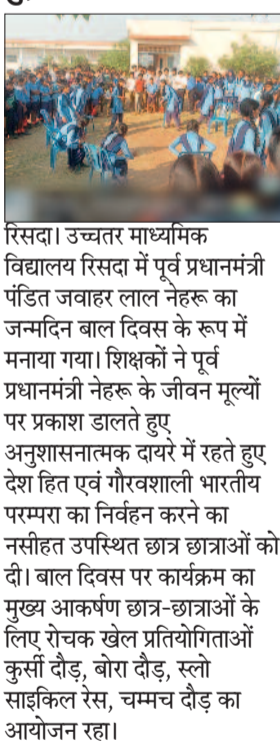 रिसदा। उच्चतर माध्यमिक
विद्यालय रिसदा में पूर्व प्रधानमंत्री
पंडित जवाहर लाल नेहरू का
जन्मदिन बाल दिवस के रूप में
मनाया गया। शिक्षकों ने पूर्व
प्रधानमंत्री नेहरू के जीवन मूल्यों
पर प्रकाश डालते हुए
अनुशासनात्मक दायरे में रहते हुए
देश हित एवं गौरवशाली भारतीय
परम्परा का निर्वहन करने का
नसीहत उपस्थित छात्र छात्राओं को
दी। बाल दिवस पर कार्यक्रम का
मुख्य आकर्षण छात्र-छात्राओं के
लिए रोचक खेल प्रतियोगिताओं
कुर्सी दौड़, बोरा दौड़, स्लो
साइकिल रेस, चम्मच दौड़ का
आयोजन रहा।